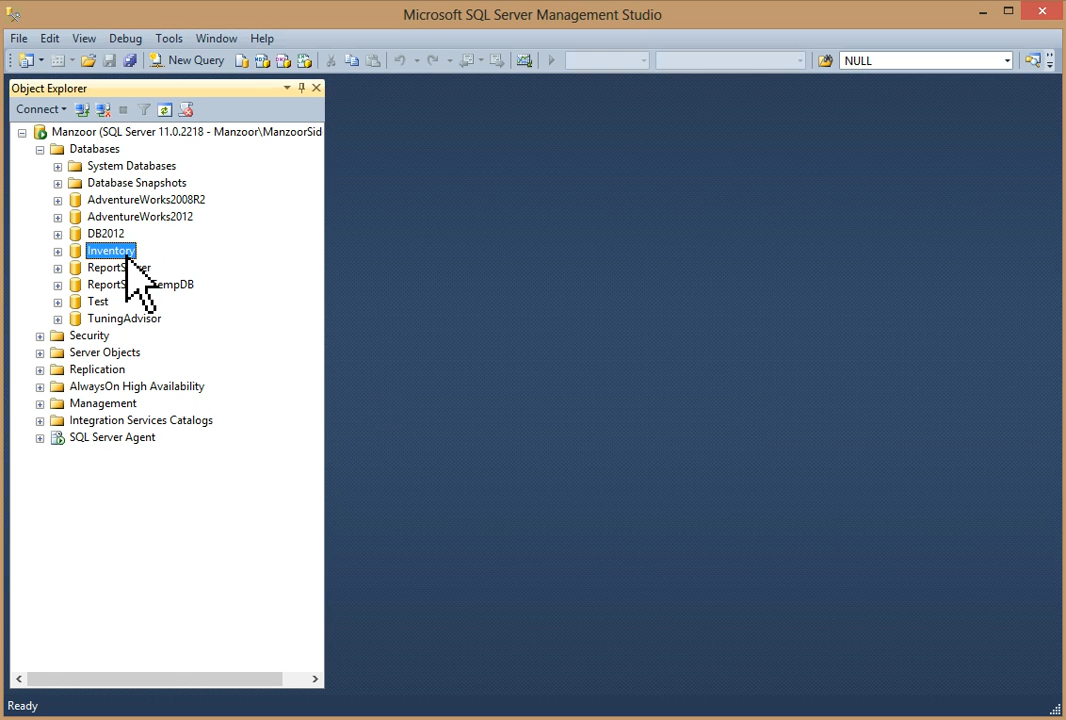 Microsoft SQL Server Management Studio
File Edit View Debug Tools Window Help
New Query NULL
Object Explorer
Connect
Manzoor (SQL Server 11.0.2218 - Manzoor\ManzoorSid
Databases
System Databases
Database Snapshots
AdventureWorks2008R2
AdventureWorks2012
DB2012
Inventory
Test
TuningAdvisor
Security
Server Objects
Replication
AlwaysOn High Availability
Management
Integration Services Catalogs
SQL Server Agent
Ready